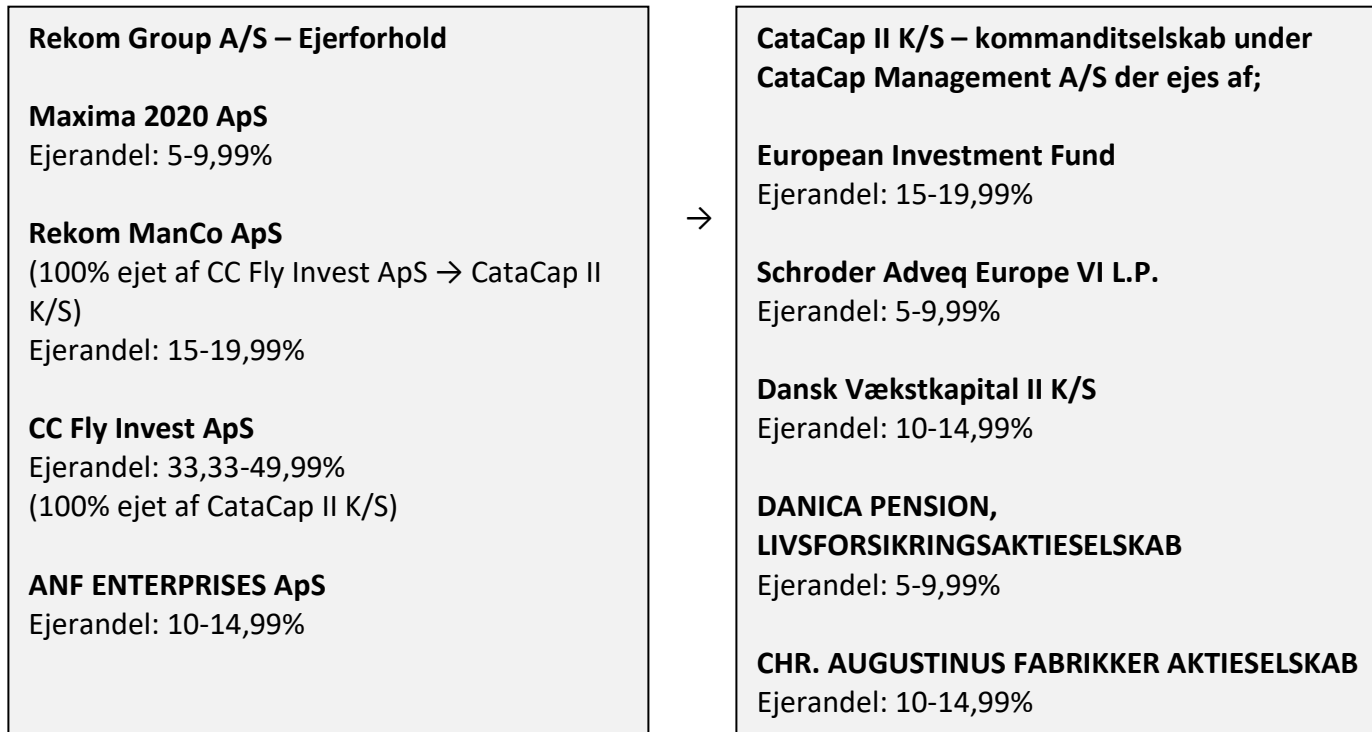 Rekom Group A/S – Ejerforhold
Maxima 2020 ApS
Ejerandel: 5-9,99%
Rekom ManCo ApS
(100% ejet af CC Fly Invest ApS → CataCap II
K/S)
Ejerandel: 15-19,99%
CC Fly Invest ApS
Ejerandel: 33,33-49,99%
(100% ejet af CataCap II K/S)
ANF ENTERPRISES ApS
Ejerandel: 10-14,99%
→
CataCap II K/S – kommanditselskab under
CataCap Management A/S der ejes af;
European Investment Fund
Ejerandel: 15-19,99%
Schroder Adveq Europe VI L.P.
Ejerandel: 5-9,99%
Dansk Vækstkapital II K/S
Ejerandel: 10-14,99%
DANICA PENSION,
LIVSFORSIKRINGSAKTIESELSKAB
Ejerandel: 5-9,99%
CHR. AUGUSTINUS FABRIKKER AKTIESELSKAB
Ejerandel: 10-14,99%